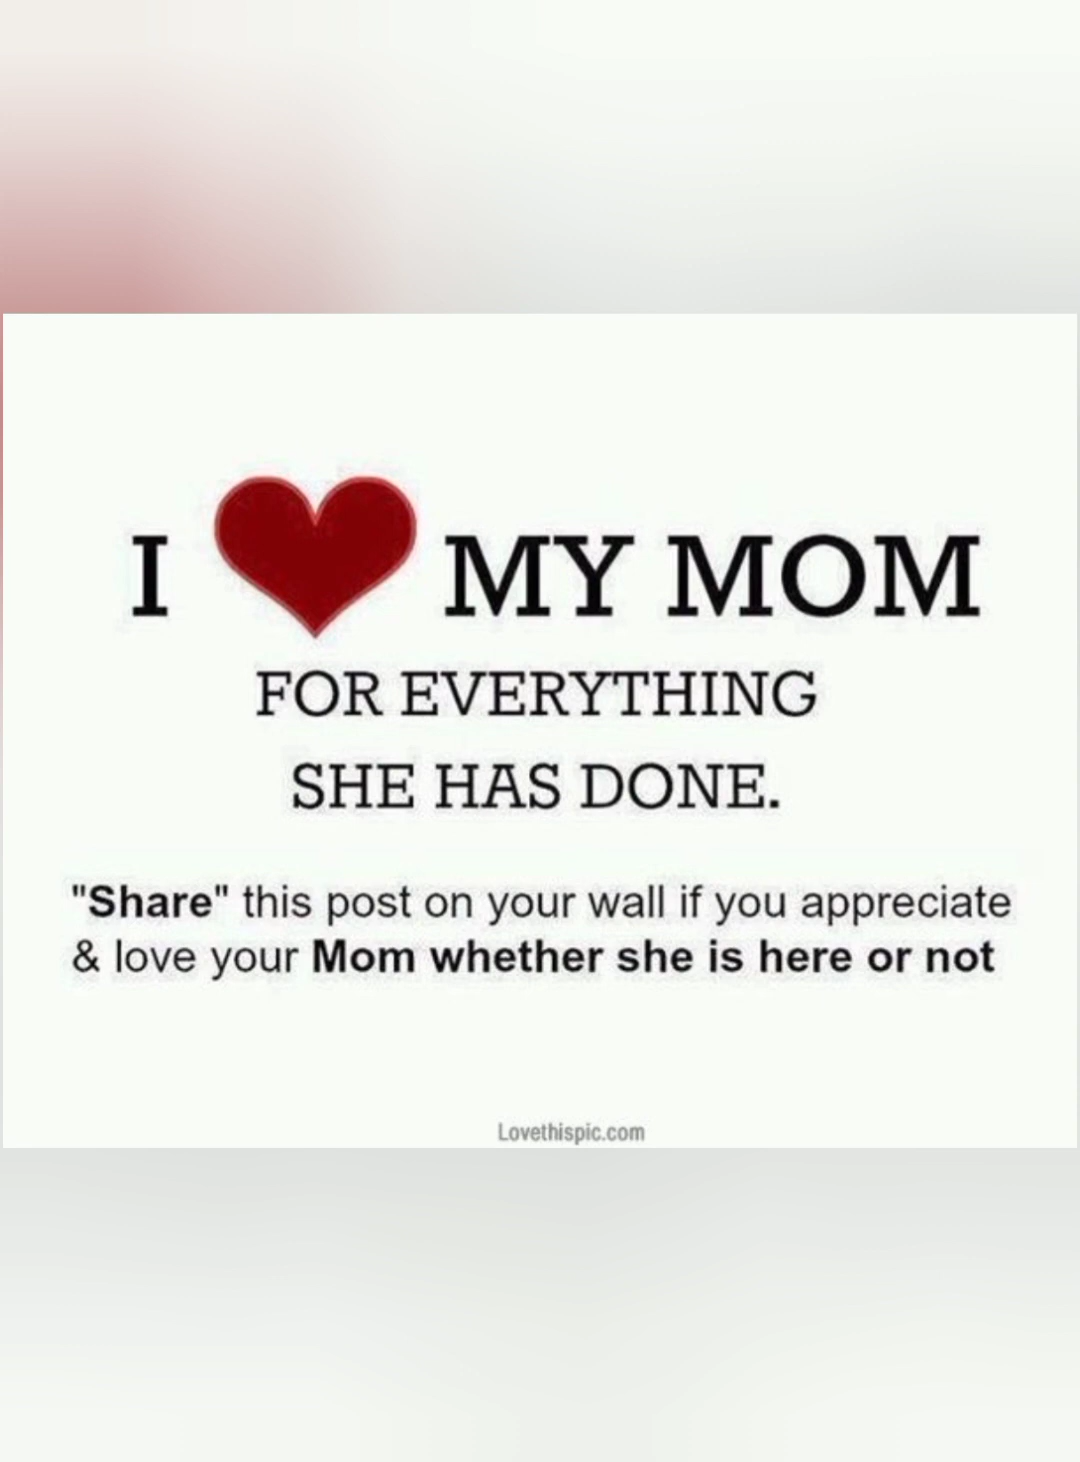 I ❤ MY MOM
FOR EVERYTHING
SHE HAS DONE.
"Share" this post on your wall if you appreciate
& love your Mom whether she is here or not
Lovethispic.com